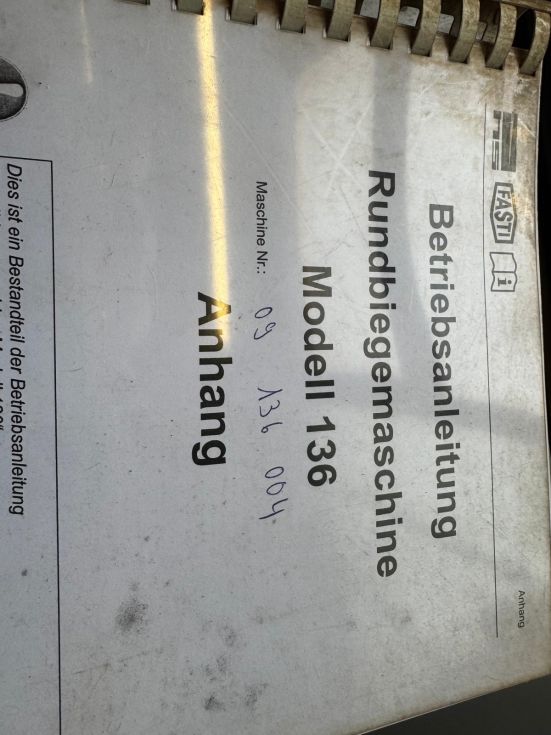 Anhang
FASTI
i
Betriebsanleitung
Rundbiegemaschine
Modell 136
Maschine Nr.: 09 136 004
Anhang
Dies ist ein Bestandteil der Betriebsanleitung